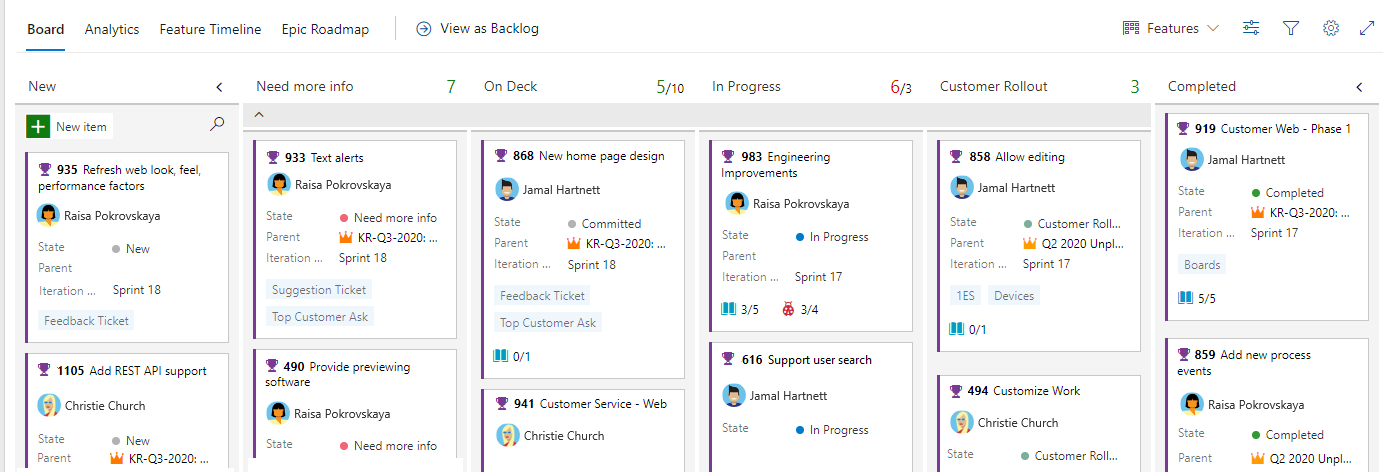 Board Analytics Feature Timeline Epic Roadmap View as Backlog Features
New
New item
935 Refresh web look, feel,
performance factors
Raisa Pokrovskaya
State New
Parent
Iteration ... Sprint 18
Feedback Ticket
1105 Add REST API support
Christie Church
State New
Parent KR-Q3-2020: ...
Need more info 7
933 Text alerts
Raisa Pokrovskaya
State Need more info
Parent KR-Q3-2020: ...
Iteration ... Sprint 18
Suggestion Ticket
Top Customer Ask
490 Provide previewing
software
Raisa Pokrovskaya
State Need more info
On Deck 5/10
868 New home page design
Jamal Hartnett
State Committed
Parent KR-Q3-2020: ...
Iteration ... Sprint 18
Feedback Ticket
Top Customer Ask
0/1
941 Customer Service - Web
Christie Church
In Progress 6/3
983 Engineering
Improvements
Raisa Pokrovskaya
State In Progress
Parent
Iteration ... Sprint 17
3/5 3/4
616 Support user search
Jamal Hartnett
State In Progress
Customer Rollout 3
858 Allow editing
Jamal Hartnett
State Customer Roll...
Parent Q2 2020 Unpl...
Iteration ... Sprint 17
1ES Devices
0/1
494 Customize Work
Christie Church
State Customer Roll...
Completed
919 Customer Web - Phase 1
Jamal Hartnett
State Completed
Parent KR-Q3-2020: ...
Iteration ... Sprint 17
Boards
5/5
859 Add new process
events
Raisa Pokrovskaya
State Completed
Parent Q2 2020 Unpl...